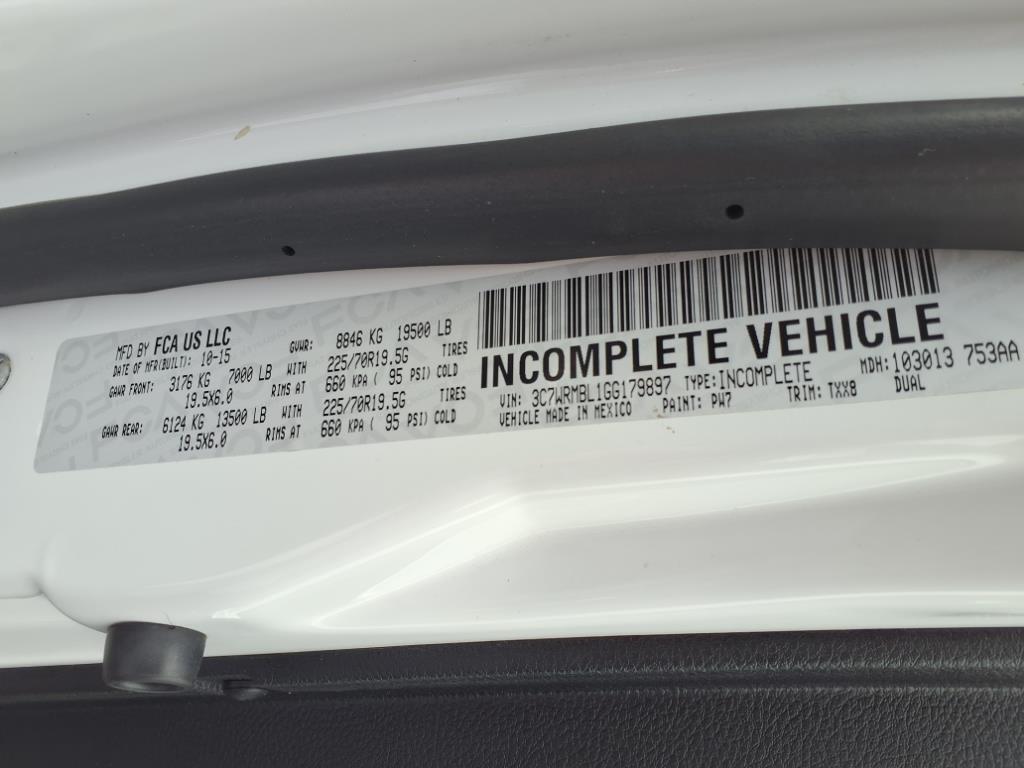 MFD BY FCA US LLC
DATE OF MFR(BUILT): 10-15 GVWR: 8846 KG 19500 LB
GAWR FRONT: 3176 KG 7000 LB WITH 225/70R19.5G TIRES
19.5X6.0 RIMS AT 660 KPA ( 95 PSI) COLD
GAWR REAR: 6124 KG 13500 LB WITH 225/70R19.5G TIRES
19.5X6.0 RIMS AT 660 KPA ( 95 PSI) COLD
INCOMPLETE VEHICLE
VIN: 3C7WRMBL1GG179897 TYPE: INCOMPLETE MDH: 103013 753AA
VEHICLE MADE IN MEXICO PAINT: PW7 TRIM: TXX8 DUAL